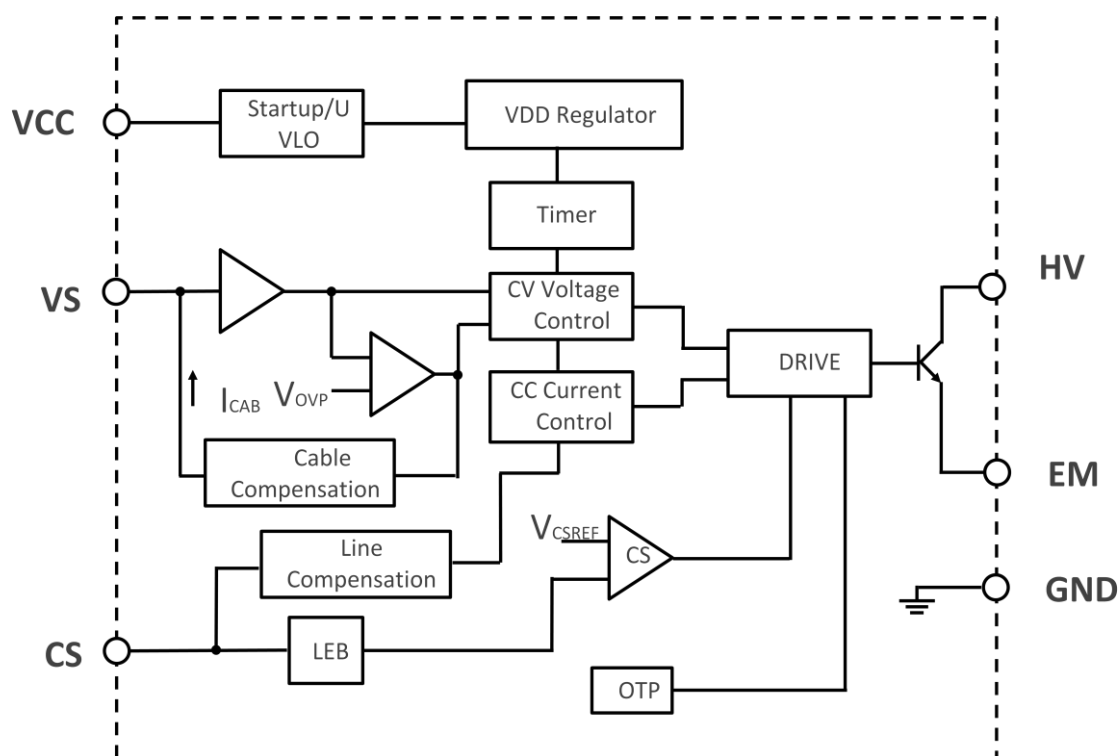 VCC
Startup/U
VLO
VDD Regulator
Timer
VS
CV Voltage
Control
HV
DRIVE
ICAB
VOVP
CC Current
Control
Cable
Compensation
EM
VCSREF
CS
Line
Compensation
GND
CS
LEB
OTP